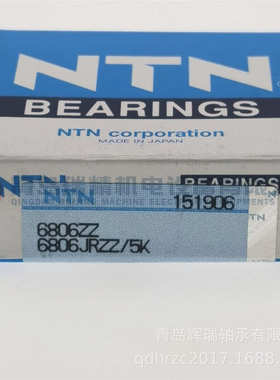 NTN
BEARINGS
NTN corporation
MADE IN JAPAN
NTN
BEARINGS
151906
6806ZZ
6806JRZZ/5K
青岛辉瑞轴承有限公司
qdhrzc2017.1688.